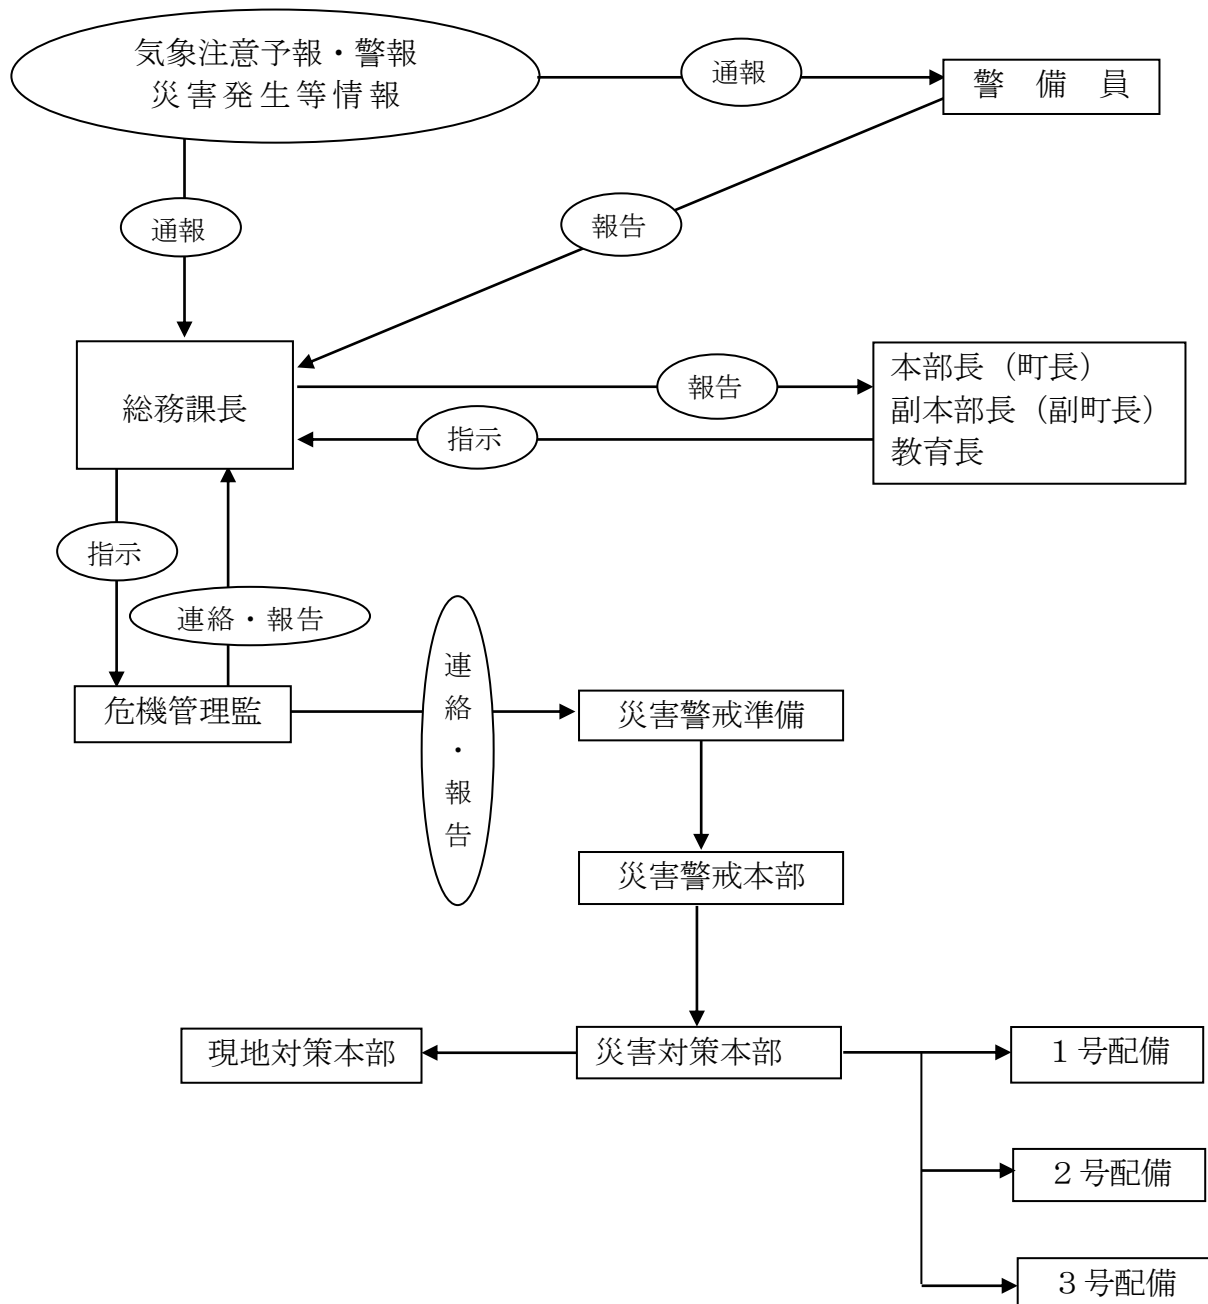 気象注意予報・警報
災害発生等情報
通報
警　備　員
通報
報告
総務課長
報告
本部長（町長）
副本部長（副町長）
教育長
指示
指示
連絡・報告
連絡・報告
危機管理監
災害警戒準備
災害警戒本部
現地対策本部
災害対策本部
１号配備
２号配備
３号配備